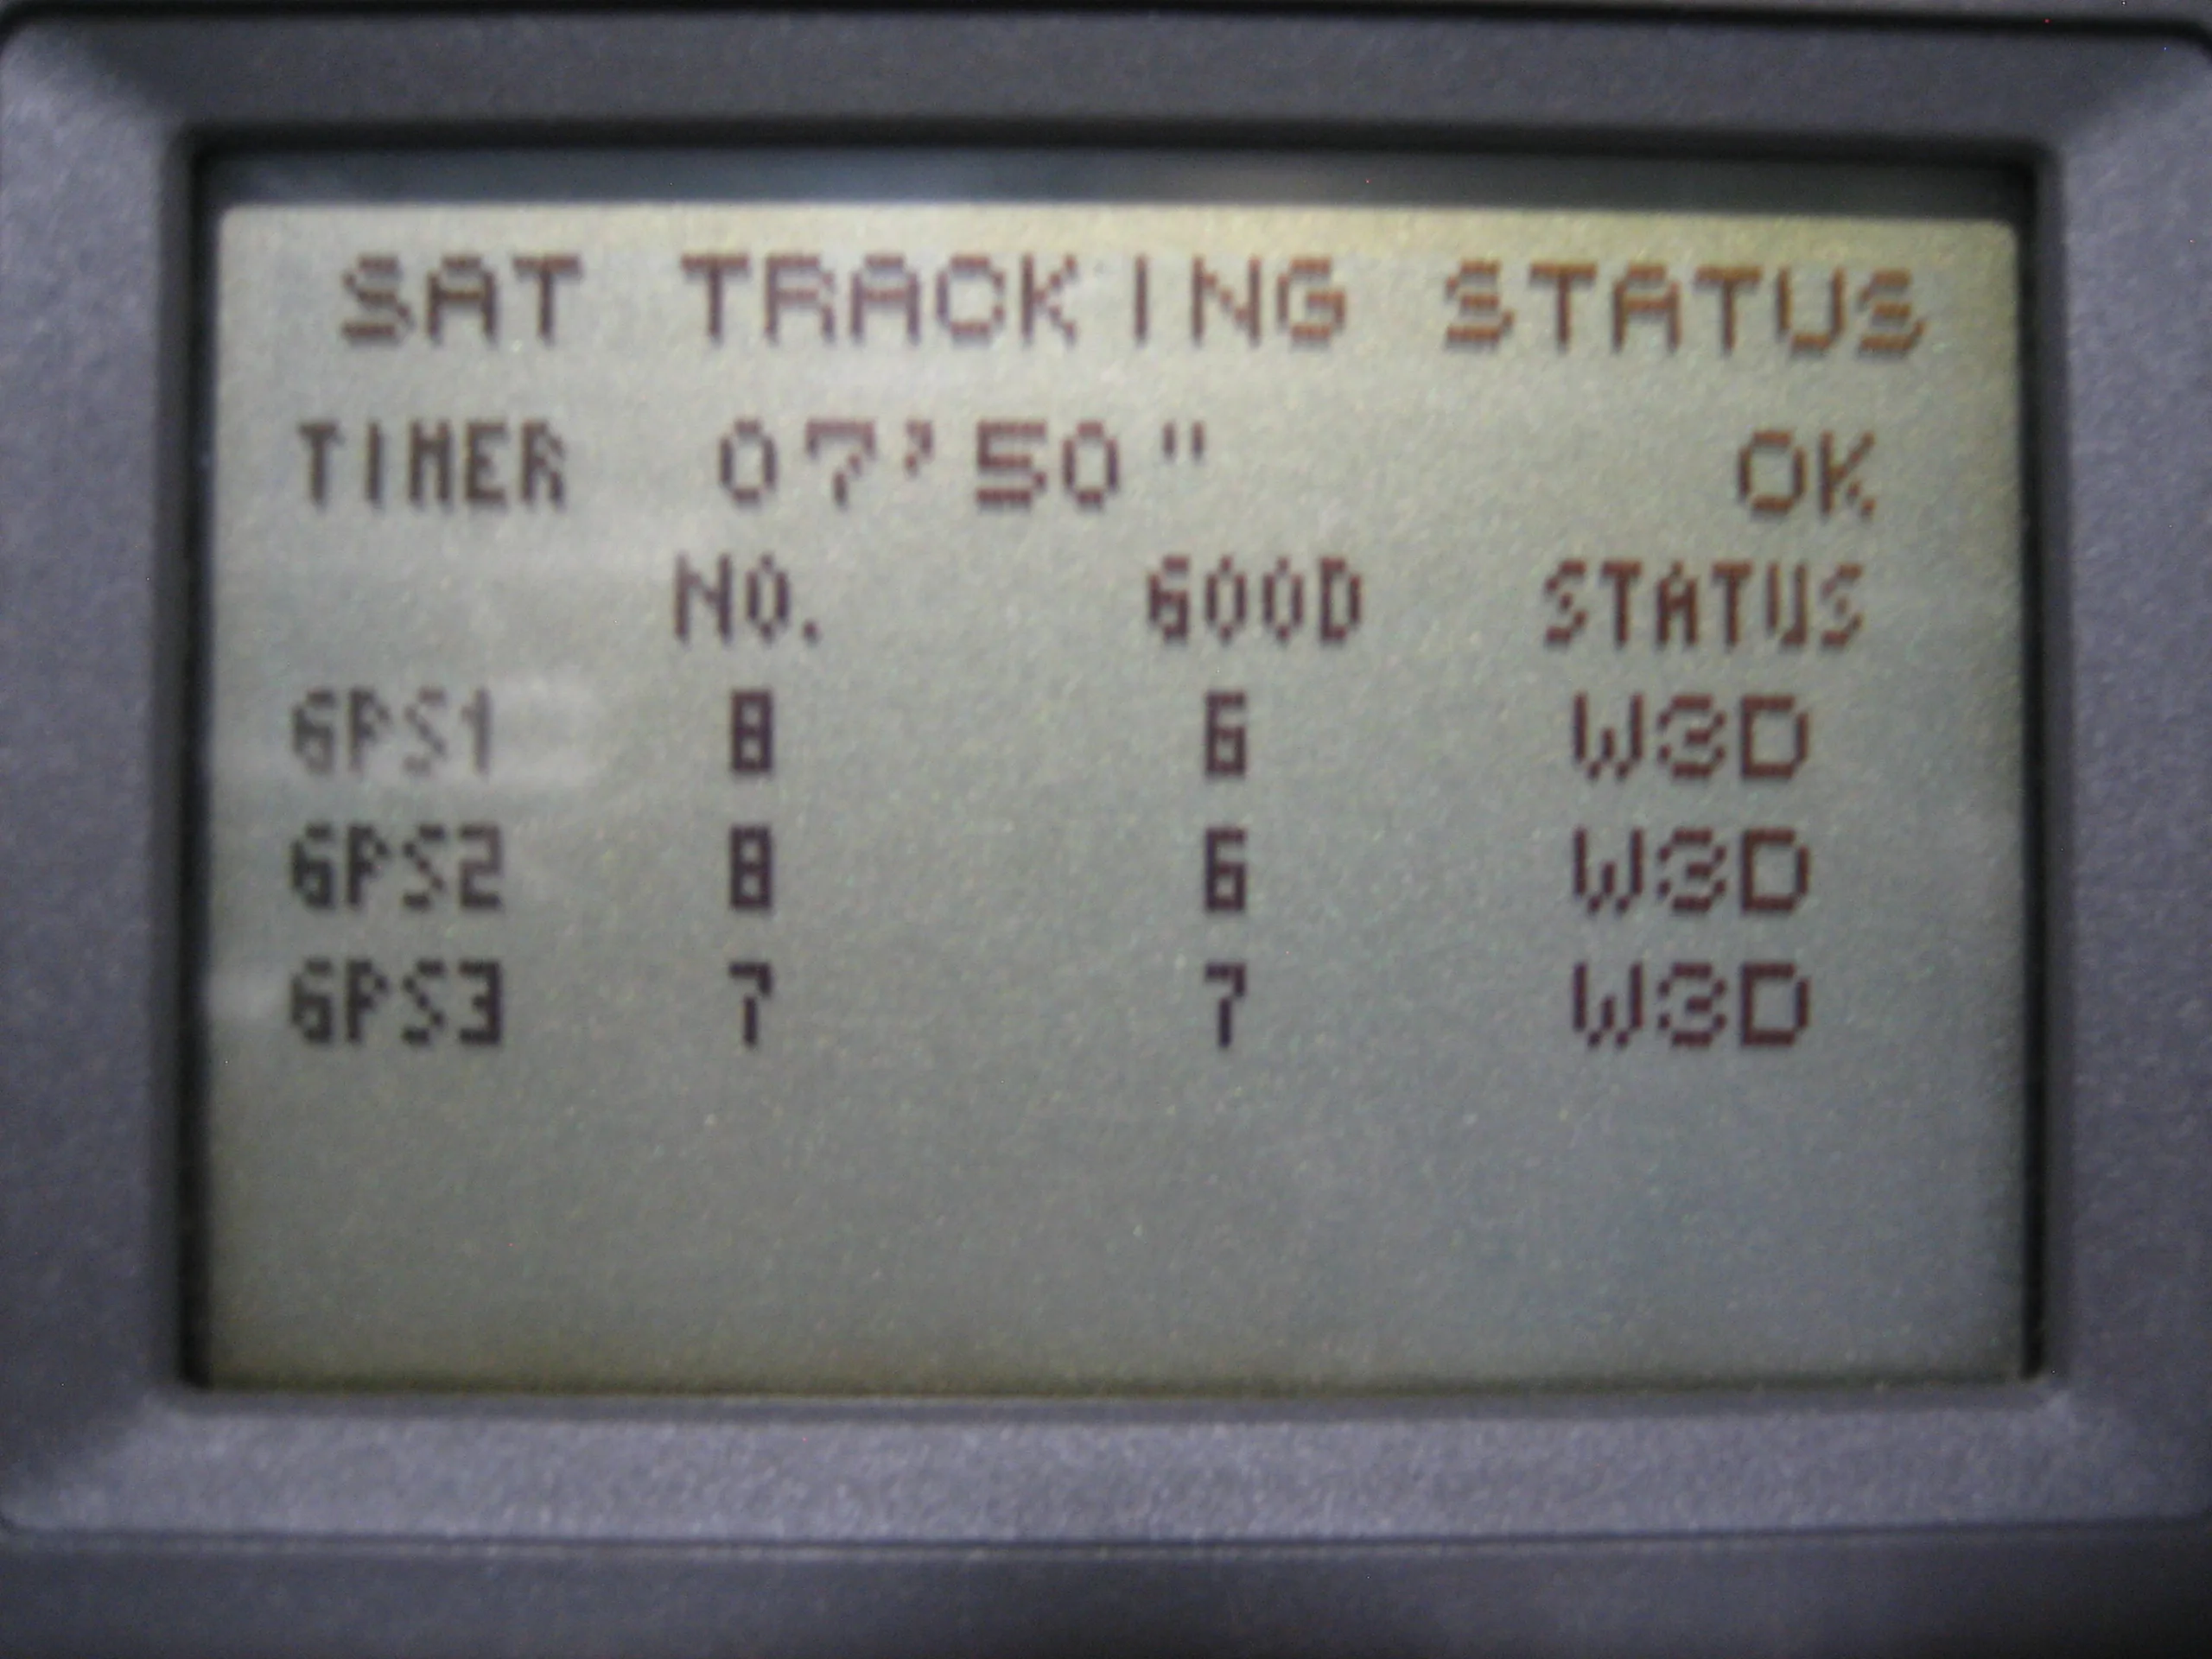 SAT TRACKING STATUS
TIMER 07'50" OK
NO. GOOD STATUS
GPS1 8 6 W3D
GPS2 8 6 W3D
GPS3 7 7 W3D